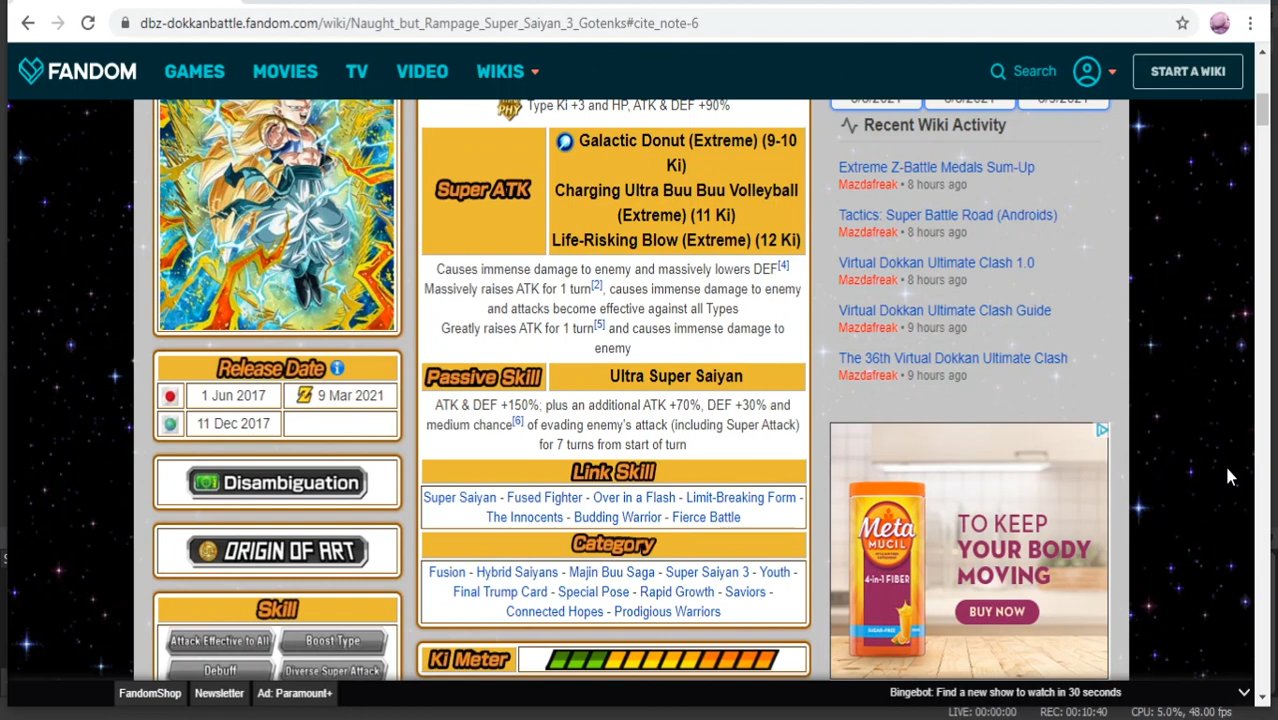 dbz-dokkanbattle.fandom.com/wiki/Naught_but_Rampage_Super_Saiyan_3_Gotenks#cite_note-6
FANDOM GAMES MOVIES TV VIDEO WIKIS Search START A WIKI
PHY Type Ki +3 and HP, ATK & DEF +90%
Super ATK
Galactic Donut (Extreme) (9-10
Ki)
Charging Ultra Buu Buu Volleyball
(Extreme) (11 Ki)
Life-Risking Blow (Extreme) (12 Ki)
Causes immense damage to enemy and massively lowers DEF[4]
Massively raises ATK for 1 turn[2], causes immense damage to enemy
and attacks become effective against all Types
Greatly raises ATK for 1 turn[5] and causes immense damage to
enemy
Passive Skill Ultra Super Saiyan
ATK & DEF +150%; plus an additional ATK +70%, DEF +30% and
medium chance[6] of evading enemy's attack (including Super Attack)
for 7 turns from start of turn
Link Skill
Super Saiyan - Fused Fighter - Over in a Flash - Limit-Breaking Form -
The Innocents - Budding Warrior - Fierce Battle
Category
Fusion - Hybrid Saiyans - Majin Buu Saga - Super Saiyan 3 - Youth -
Final Trump Card - Special Pose - Rapid Growth - Saviors -
Connected Hopes - Prodigious Warriors
Ki Meter
Release Date i
1 Jun 2017 Z 9 Mar 2021
11 Dec 2017
Disambiguation
ORIGIN OF ART
Skill
Attack Effective to All Boost Type
Debuff Diverse Super Attack
Recent Wiki Activity
Extreme Z-Battle Medals Sum-Up
Mazdafreak • 8 hours ago
Tactics: Super Battle Road (Androids)
Mazdafreak • 8 hours ago
Virtual Dokkan Ultimate Clash 1.0
Mazdafreak • 8 hours ago
Virtual Dokkan Ultimate Clash Guide
Mazdafreak • 9 hours ago
The 36th Virtual Dokkan Ultimate Clash
Mazdafreak • 9 hours ago
Meta
MUCIL
4-in-1 FIBER
SUGAR-FREE
TO KEEP
YOUR BODY
MOVING
BUY NOW
FandomShop Newsletter Ad: Paramount+ Bingebot: Find a new show to watch in 30 seconds
LIVE: 00:00:00 REC: 00:10:40 CPU: 5.0%, 48.00 fps